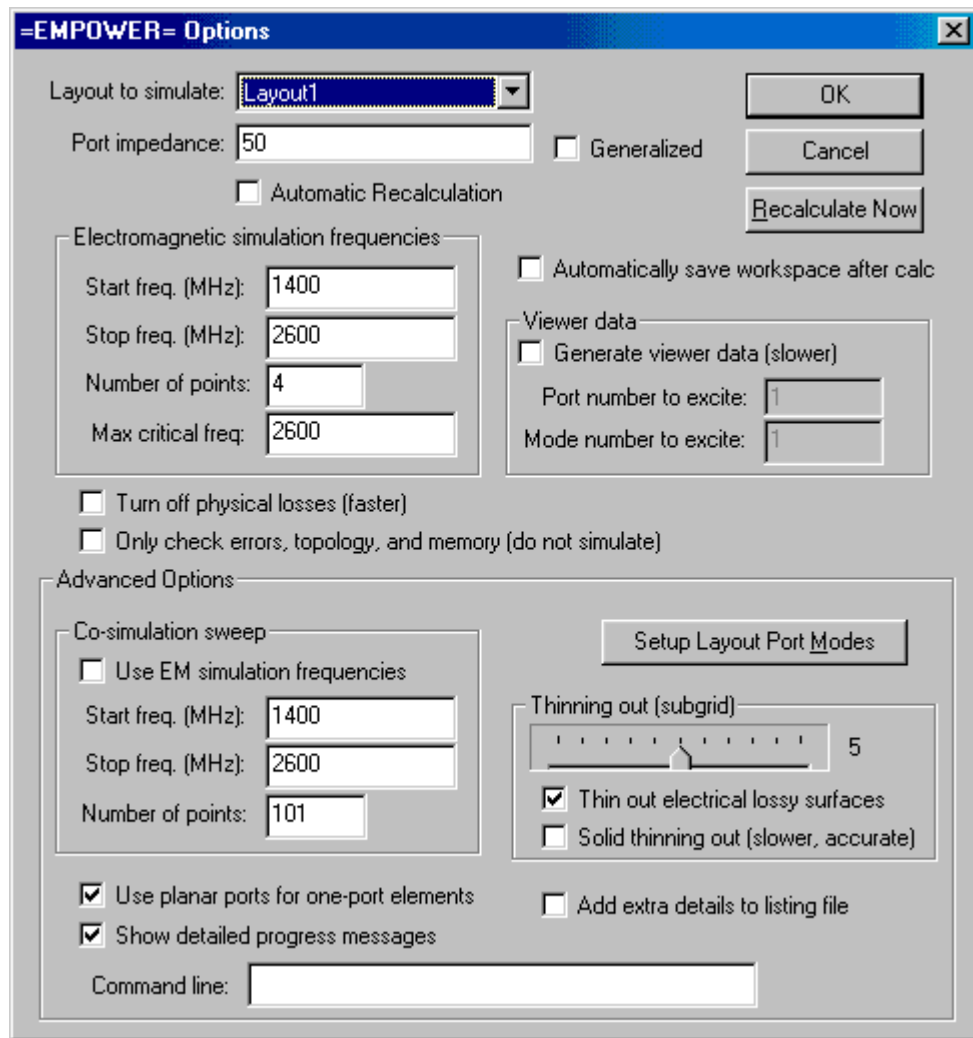 =EMPOWER= Options
Layout to simulate: Layout1
OK
Port impedance: 50
Generalized
Cancel
Automatic Recalculation
Recalculate Now
Electromagnetic simulation frequencies
Start freq. (MHz): 1400
Stop freq. (MHz): 2600
Number of points: 4
Max critical freq: 2600
Automatically save workspace after calc
Viewer data
Generate viewer data (slower)
Port number to excite: 1
Mode number to excite: 1
Turn off physical losses (faster)
Only check errors, topology, and memory (do not simulate)
Advanced Options
Co-simulation sweep
Use EM simulation frequencies
Start freq. (MHz): 1400
Stop freq. (MHz): 2600
Number of points: 101
Setup Layout Port Modes
Thinning out (subgrid)
5
Thin out electrical lossy surfaces
Solid thinning out (slower, accurate)
Use planar ports for one-port elements
Add extra details to listing file
Show detailed progress messages
Command line: